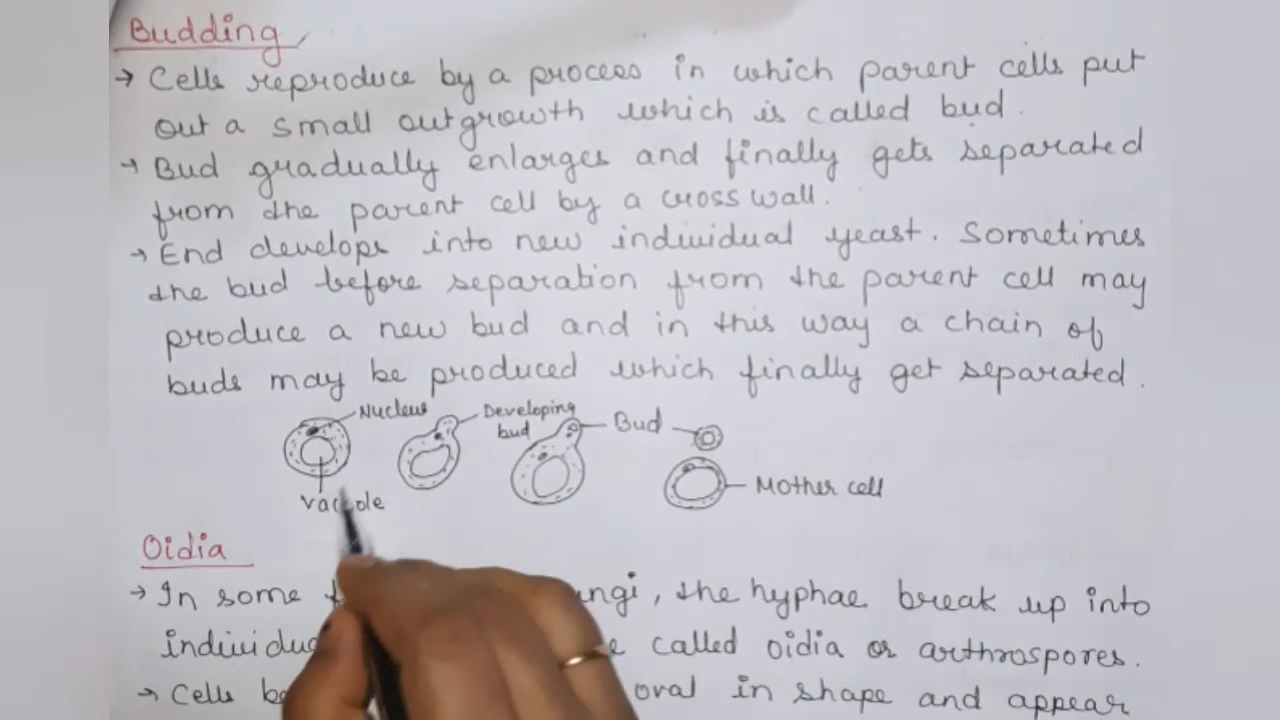 Budding
→ Cells reproduce by a process in which parent cells put
out a small outgrowth which is called bud.
→ Bud gradually enlarges and finally gets separated
from the parent cell by a cross wall.
→ End develops into new individual yeast. Sometimes
the bud before separation from the parent cell may
produce a new bud and in this way a chain of
buds may be produced which finally get separated.
Nucleus
Developing
bud
Bud
Vacuole
Mother cell
Oidia
→ In some , the hyphae break up into
called oidia or arthrospores.
→ Cells oval in shape and appear